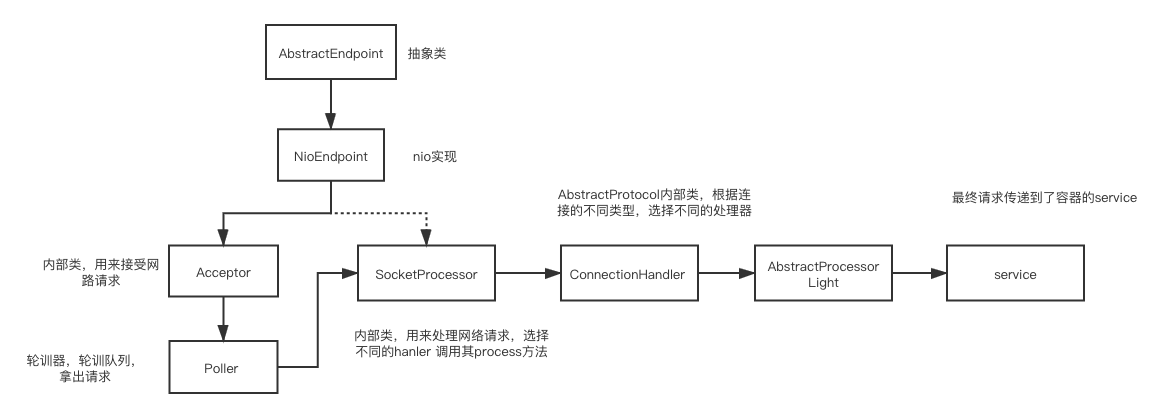 AbstractEndpoint
抽象类
NioEndpoint
nio实现
AbstractProtocol内部类，根据连
接的不同类型，选择不同的处理器
最终请求传递到了容器的service
内部类，用来接受网
路请求
Acceptor
SocketProcessor
ConnectionHandler
AbstractProcessor
Light
service
内部类，用来处理网络请求，选择
不同的hanler 调用其process方法
轮训器，轮训队列，
拿出请求
Poller